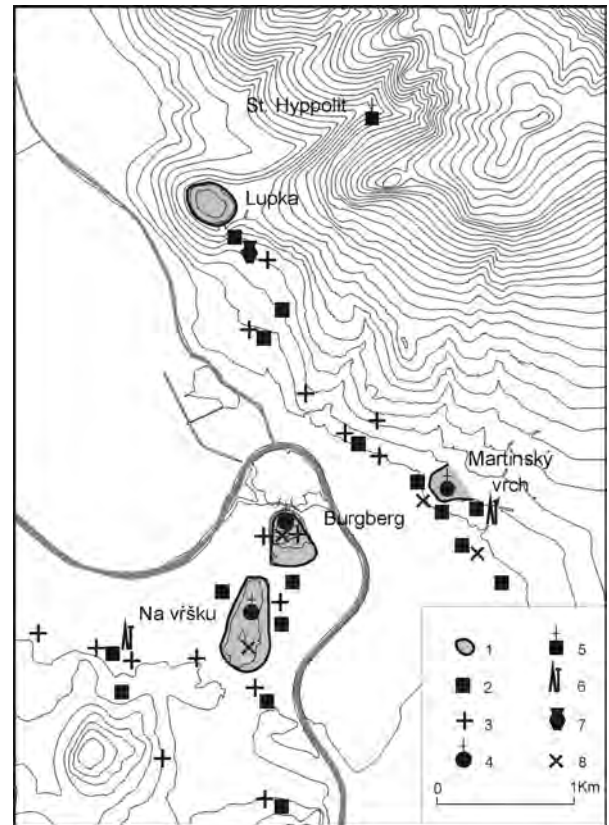 St. Hyppolit
Lupka
Martinský
vrch
Burgberg
Na vŕšku
1
2
3
4
5
6
7
8
0 1Km